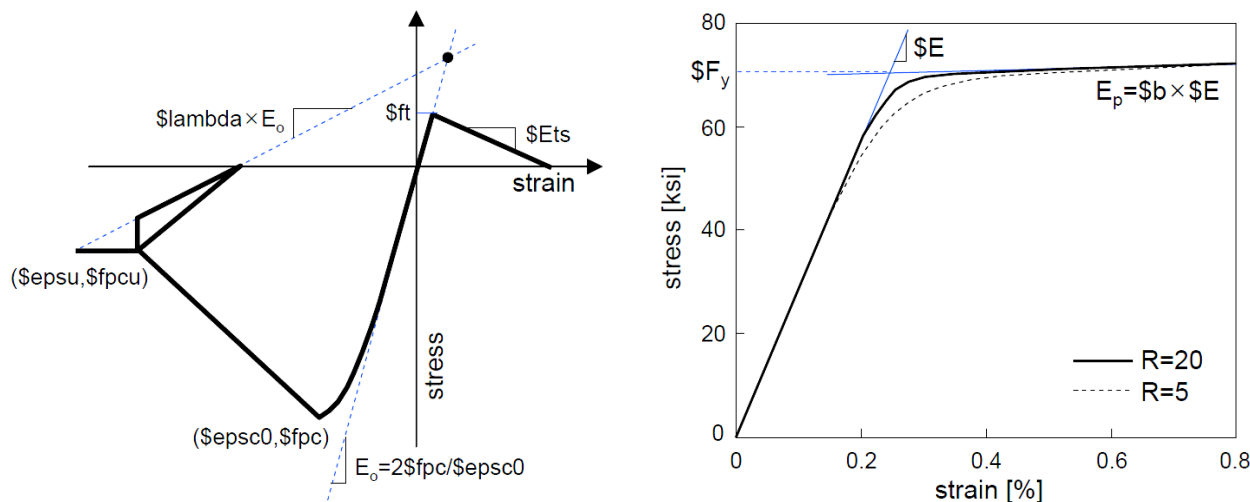 $lambda×Eₒ
$ft
$Ets
strain
($epsu,$fpcu)
stress
($epsc0,$fpc)
Eₒ=2$fpc/$epsc0
80
$E
$Fy
Ep=$b×$E
60
stress [ksi]
40
20
R=20
R=5
0
0
0.2
0.4
0.6
0.8
strain [%]